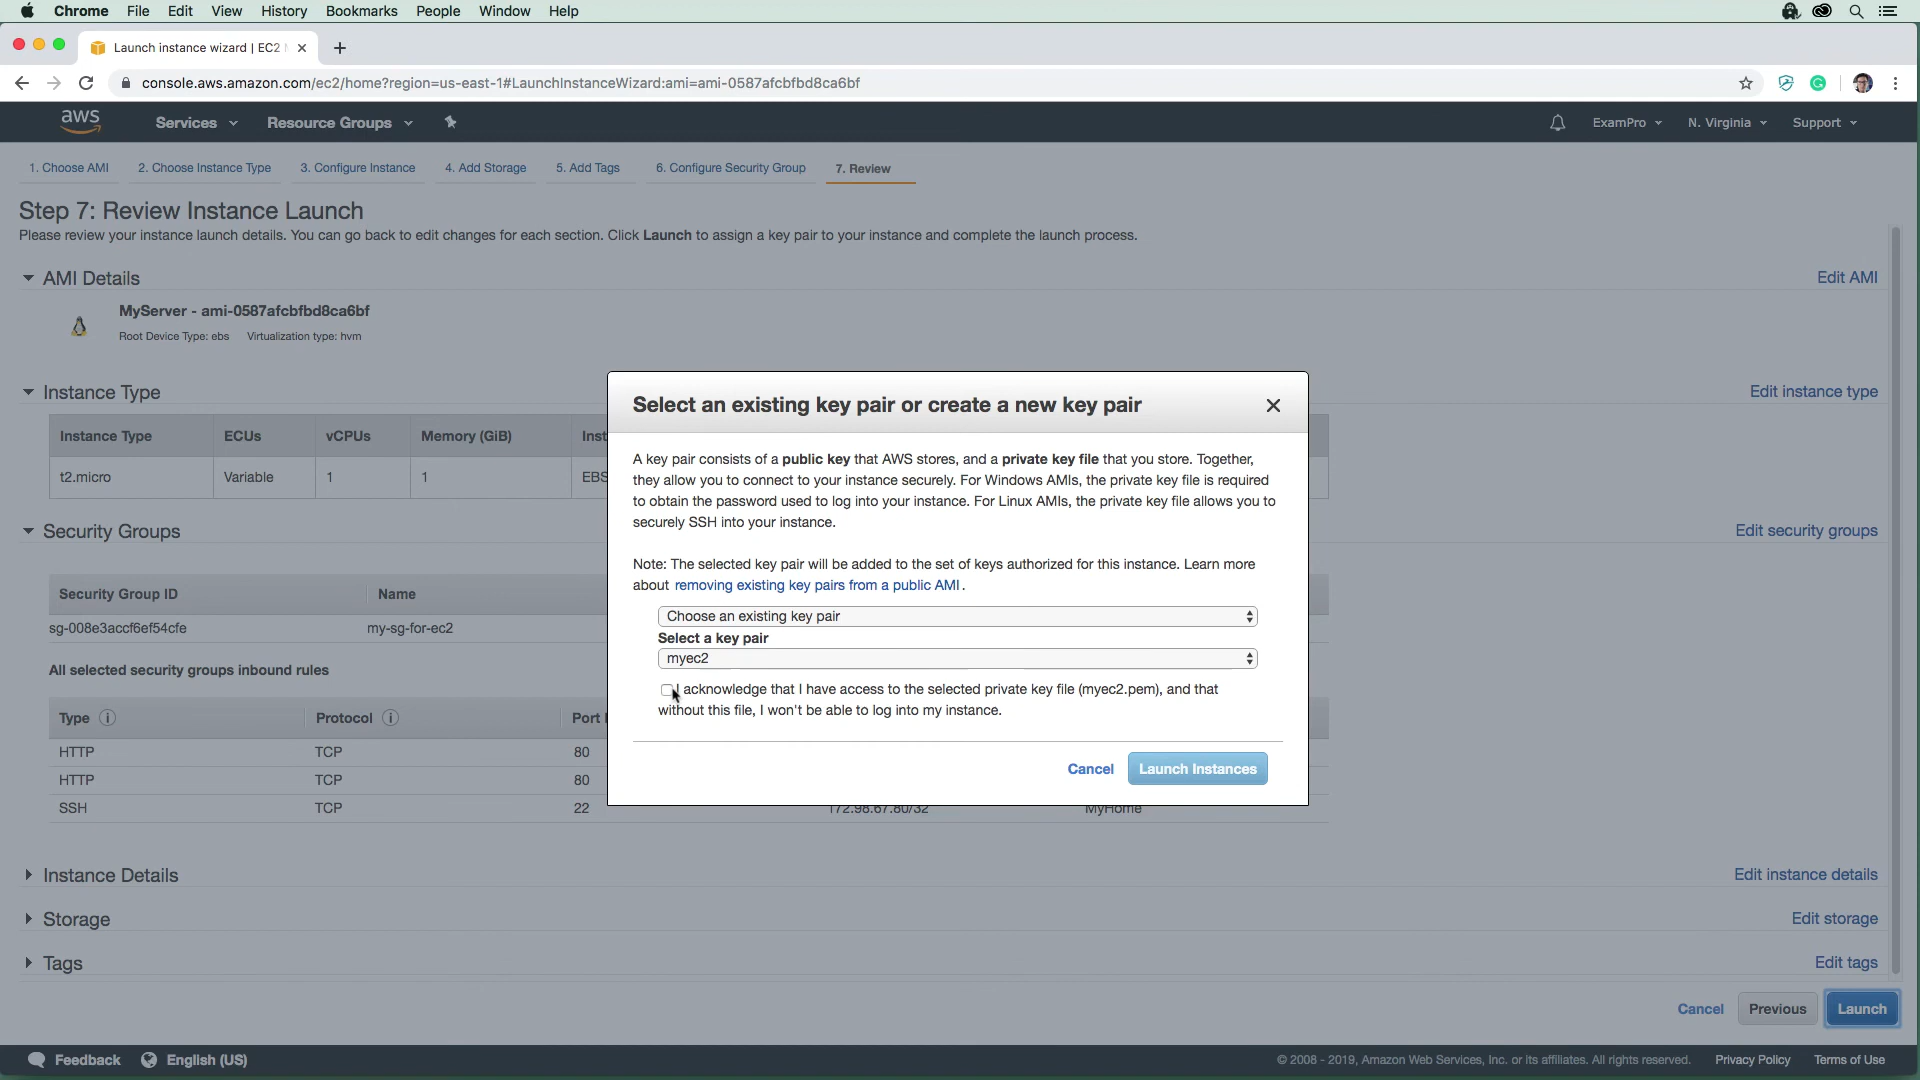 Chrome File Edit View History Bookmarks People Window Help
Launch instance wizard | EC2
console.aws.amazon.com/ec2/home?region=us-east-1#LaunchInstanceWizard:ami=ami-0587afcbfbd8ca6bf
aws Services Resource Groups ExamPro N. Virginia Support
1. Choose AMI 2. Choose Instance Type 3. Configure Instance 4. Add Storage 5. Add Tags 6. Configure Security Group 7. Review
Step 7: Review Instance Launch
Please review your instance launch details. You can go back to edit changes for each section. Click Launch to assign a key pair to your instance and complete the launch process.
AMI Details Edit AMI
MyServer - ami-0587afcbfbd8ca6bf
Root Device Type: ebs Virtualization type: hvm
Instance Type Edit instance type
Instance Type ECUs vCPUs Memory (GiB) Inst
t2.micro Variable 1 1 EBS
Security Groups Edit security groups
Security Group ID Name
sg-008e3accf6ef54cfe my-sg-for-ec2
All selected security groups inbound rules
Type Protocol Port
HTTP TCP 80
HTTP TCP 80
SSH TCP 22 172.98.67.80/32 MyHome
Instance Details Edit instance details
Storage Edit storage
Tags Edit tags
Select an existing key pair or create a new key pair
A key pair consists of a public key that AWS stores, and a private key file that you store. Together,
they allow you to connect to your instance securely. For Windows AMIs, the private key file is required
to obtain the password used to log into your instance. For Linux AMIs, the private key file allows you to
securely SSH into your instance.
Note: The selected key pair will be added to the set of keys authorized for this instance. Learn more
about removing existing key pairs from a public AMI.
Choose an existing key pair
Select a key pair
myec2
I acknowledge that I have access to the selected private key file (myec2.pem), and that
without this file, I won't be able to log into my instance.
Cancel Launch Instances
Cancel Previous Launch
Feedback English (US) © 2008 - 2019, Amazon Web Services, Inc. or its affiliates. All rights reserved. Privacy Policy Terms of Use